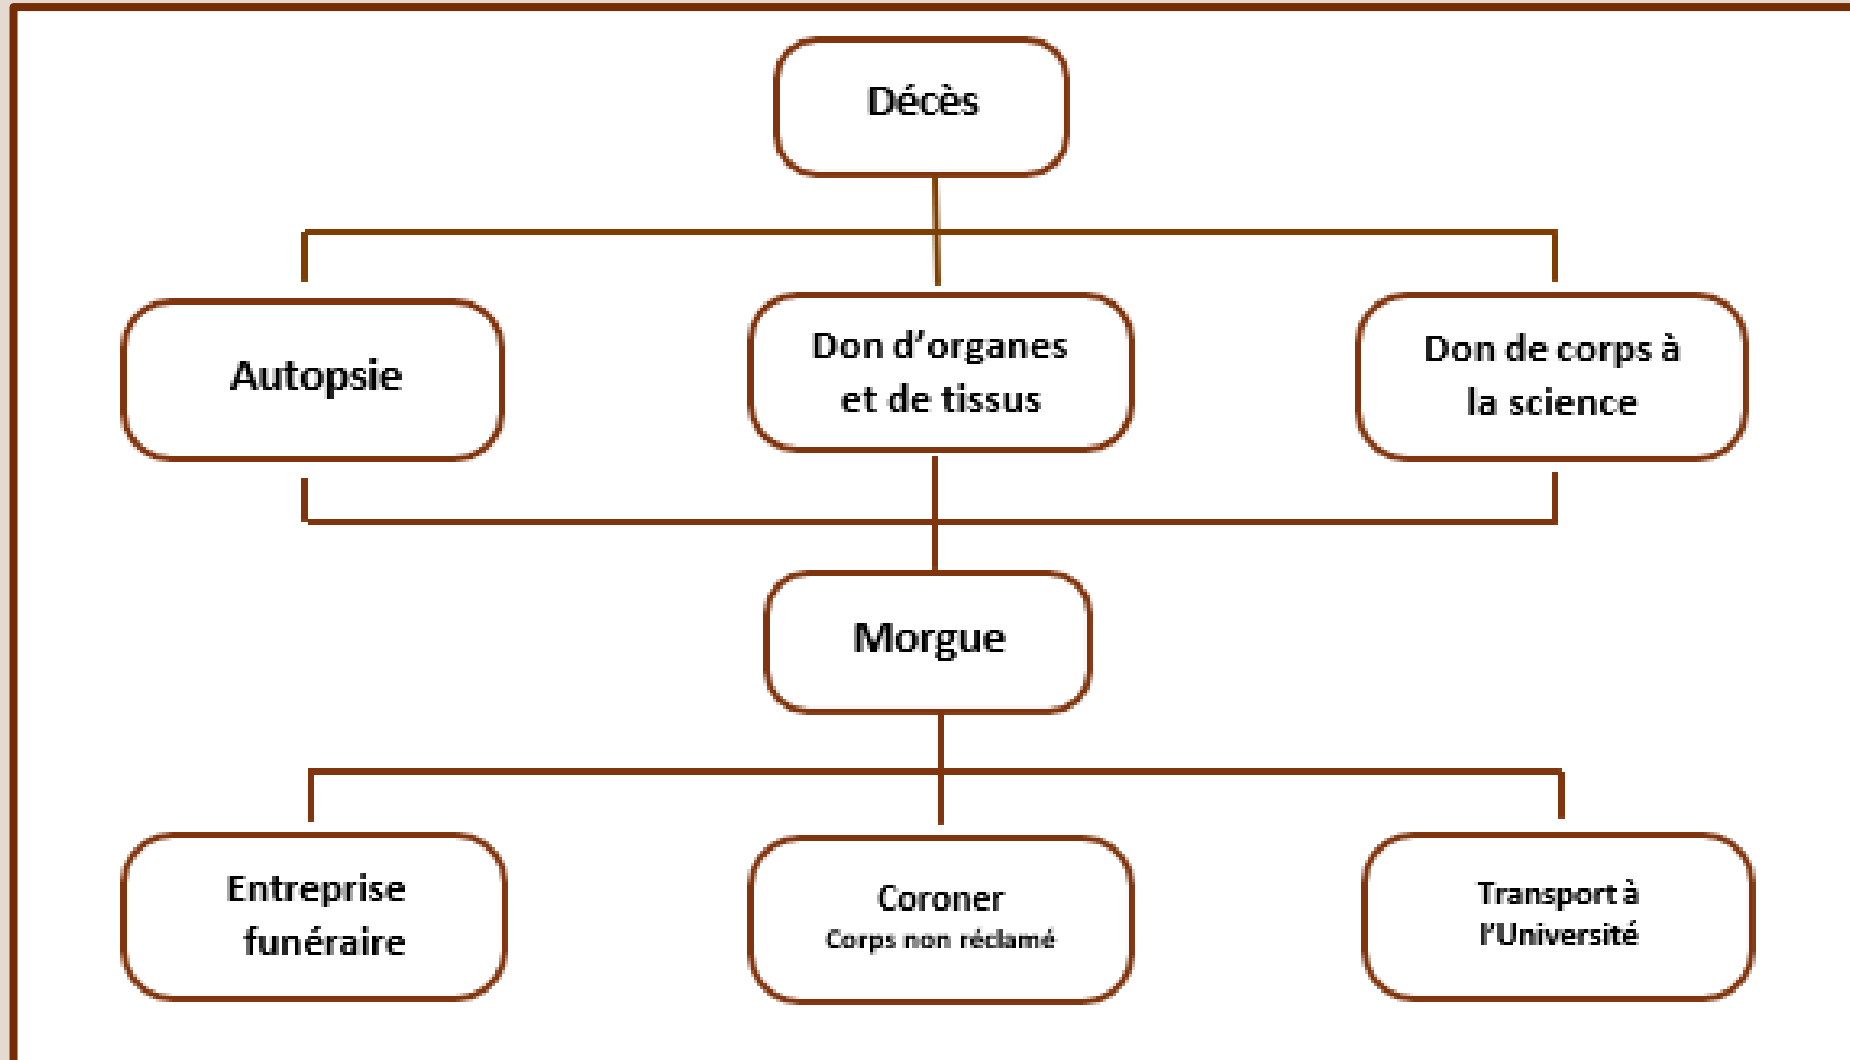 Décès
Autopsie
Don d'organes
et de tissus
Don de corps à
la science
Morgue
Entreprise
funéraire
Coroner
Corps non réclamé
Transport à
l'Université